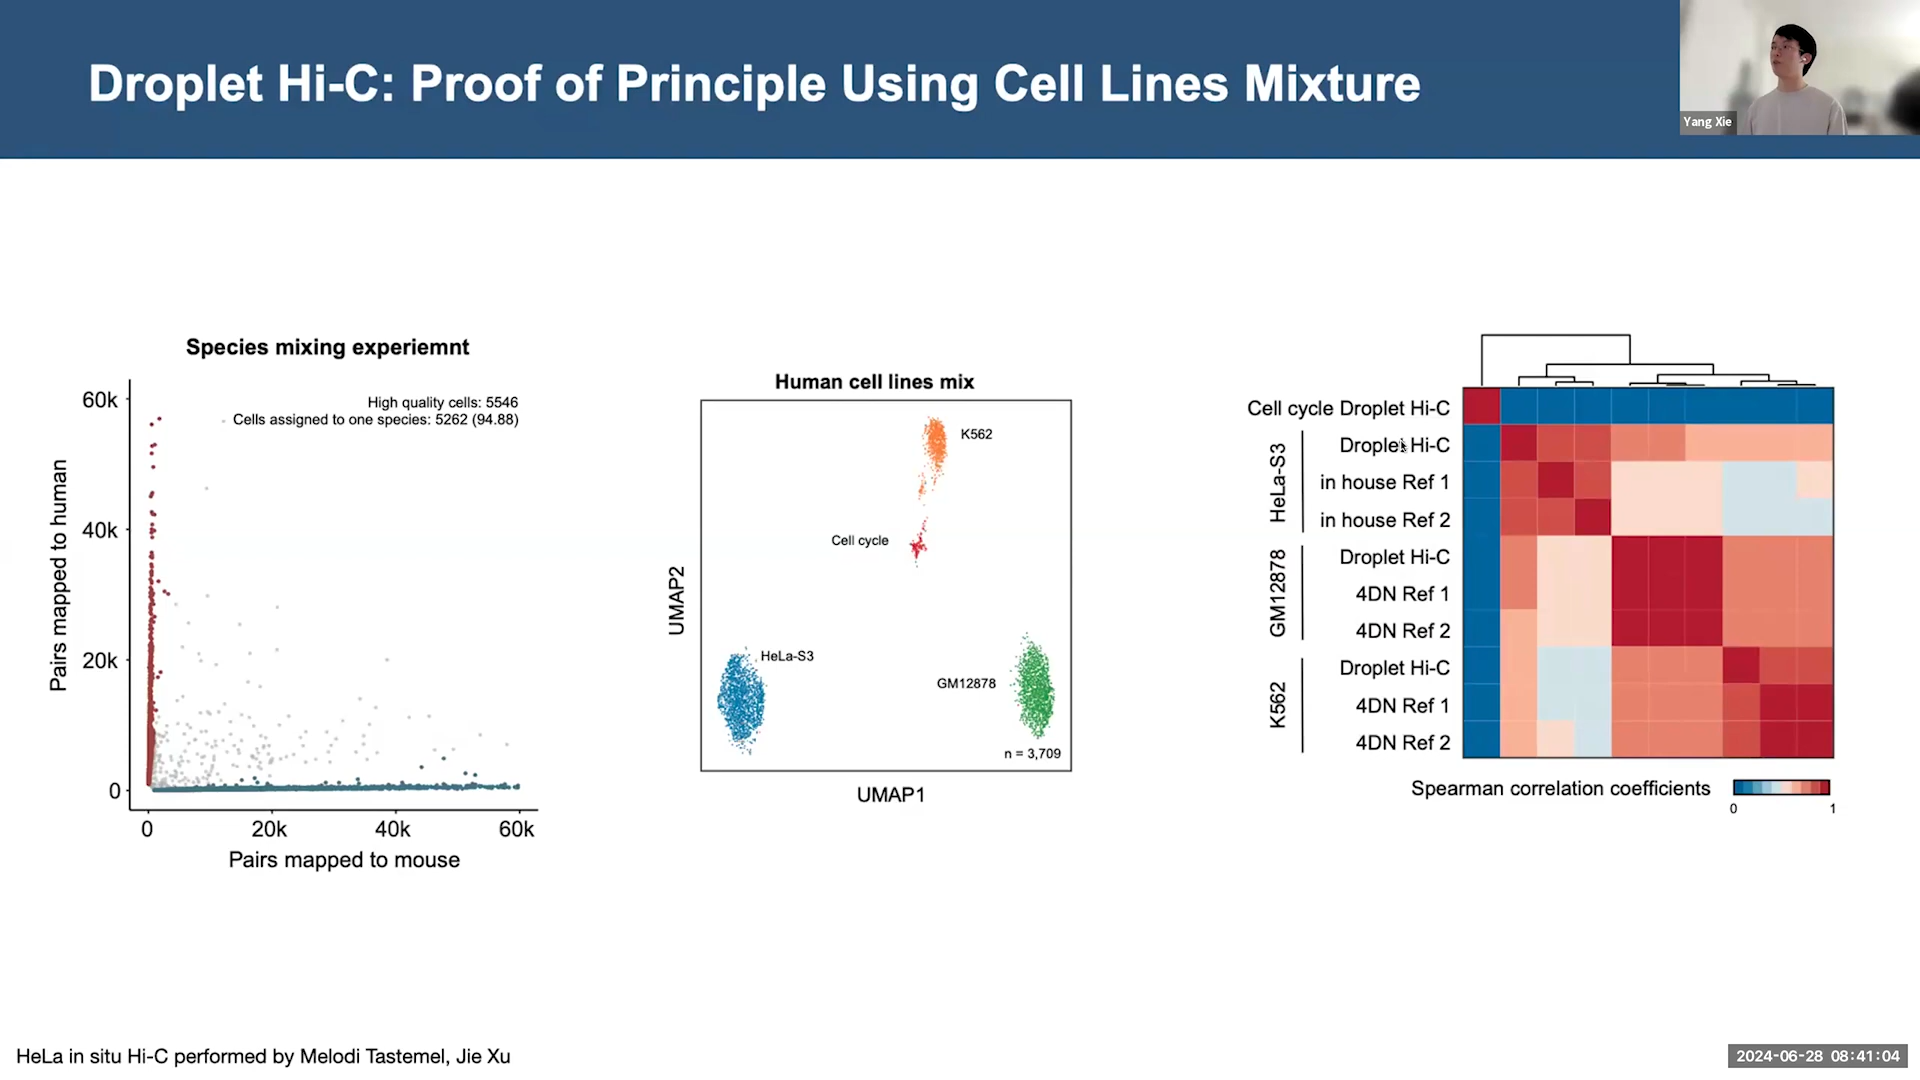 Droplet Hi-C: Proof of Principle Using Cell Lines Mixture
Yang Xie
Species mixing experiemnt
High quality cells: 5546
Cells assigned to one species: 5262 (94.88)
Pairs mapped to human
60k
40k
20k
0
0
20k
40k
60k
Pairs mapped to mouse
Human cell lines mix
K562
Cell cycle
HeLa-S3
GM12878
n = 3,709
UMAP2
UMAP1
Cell cycle Droplet Hi-C
HeLa-S3
Droplet Hi-C
in house Ref 1
in house Ref 2
GM12878
Droplet Hi-C
4DN Ref 1
4DN Ref 2
K562
Droplet Hi-C
4DN Ref 1
4DN Ref 2
Spearman correlation coefficients
0
1
HeLa in situ Hi-C performed by Melodi Tastemel, Jie Xu
2024-06-28 08:41:04